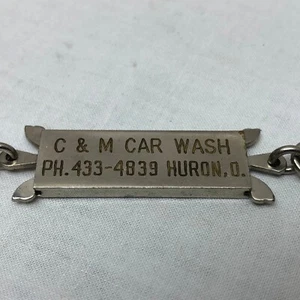 C & M CAR WASH
PH. 433-4839 HURON, O.